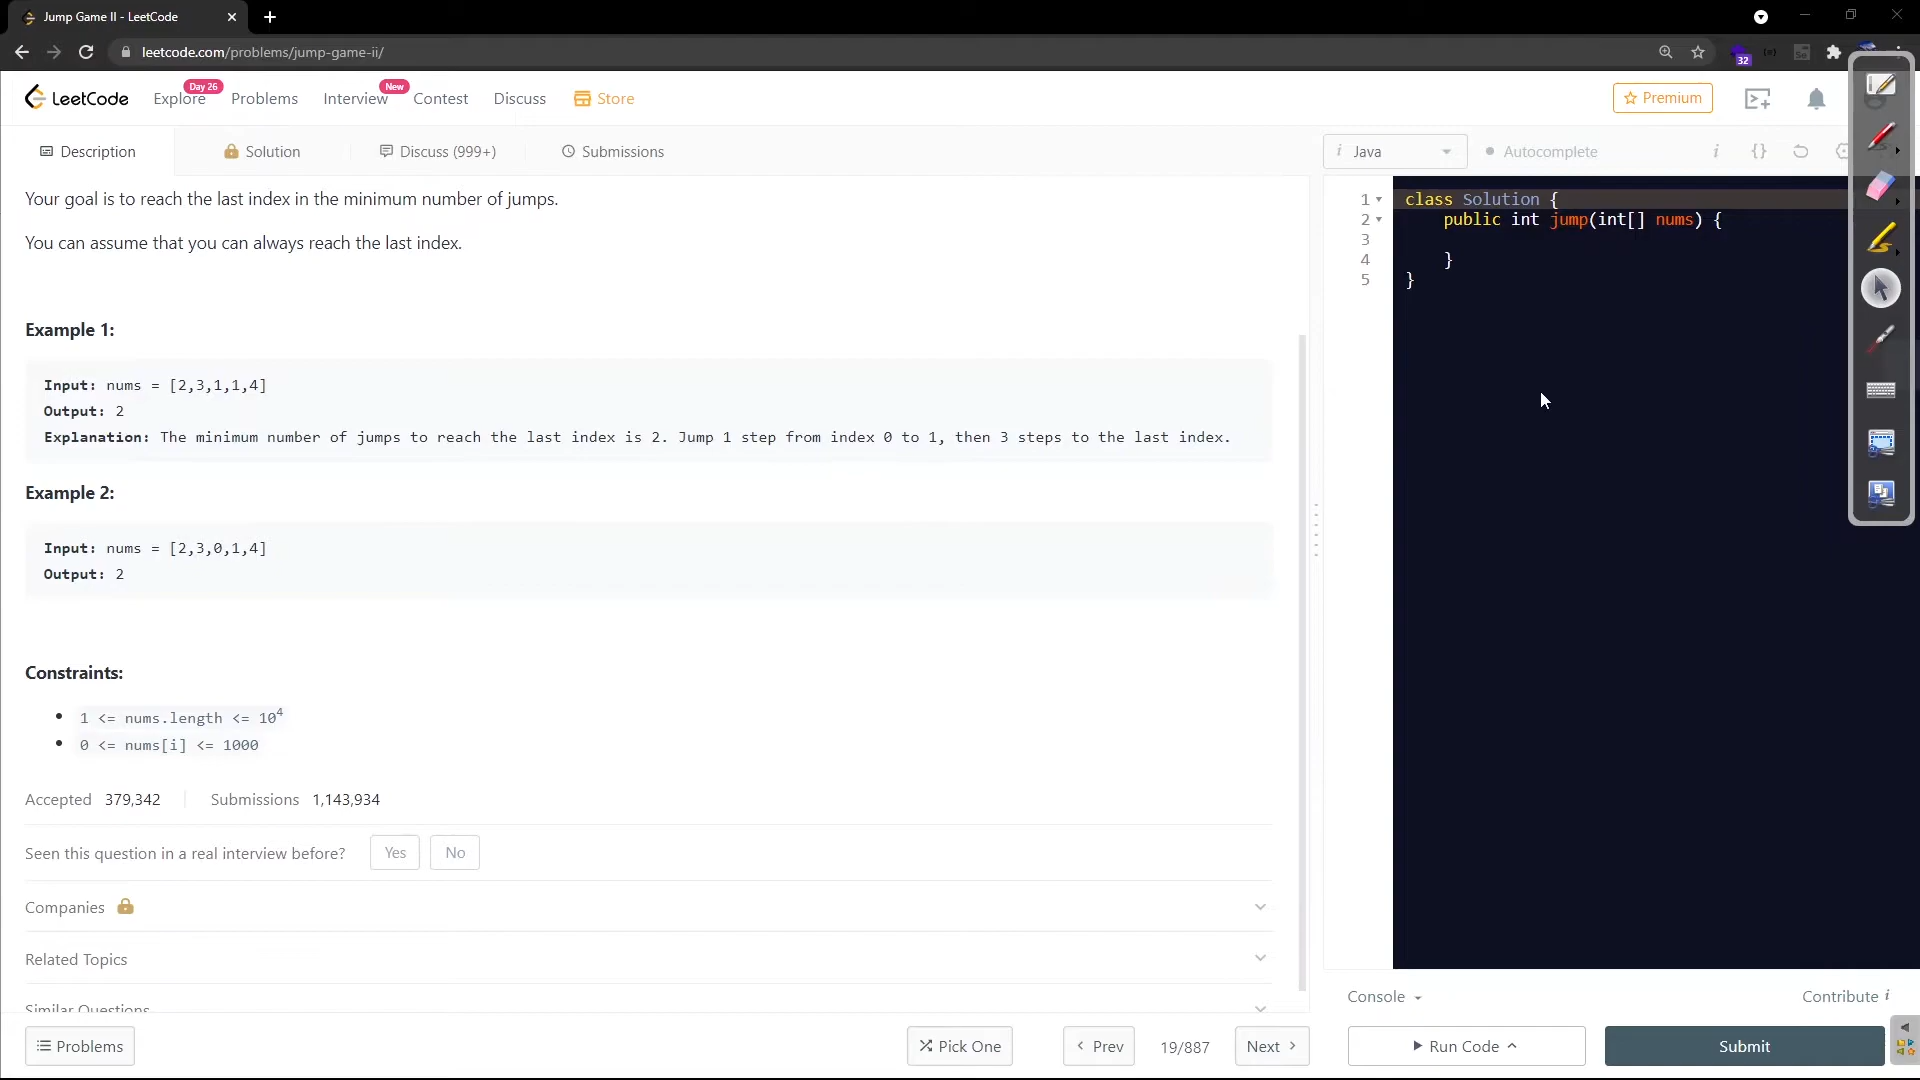 Jump Game II - LeetCode
leetcode.com/problems/jump-game-ii/
32
LeetCode Explore Day 26 Problems Interview New Contest Discuss Store Premium
Description Solution Discuss (999+) Submissions
i Java Autocomplete i {}
Your goal is to reach the last index in the minimum number of jumps.
You can assume that you can always reach the last index.
Example 1:
Input: nums = [2,3,1,1,4]
Output: 2
Explanation: The minimum number of jumps to reach the last index is 2. Jump 1 step from index 0 to 1, then 3 steps to the last index.
Example 2:
Input: nums = [2,3,0,1,4]
Output: 2
Constraints:
1 <= nums.length <= 10⁴
0 <= nums[i] <= 1000
Accepted 379,342 Submissions 1,143,934
Seen this question in a real interview before? Yes No
Companies
Related Topics
Similar Questions
Problems Pick One Prev 19/887 Next
1 class Solution {
2 public int jump(int[] nums) {
3
4 }
5 }
Console Contribute i
Run Code Submit